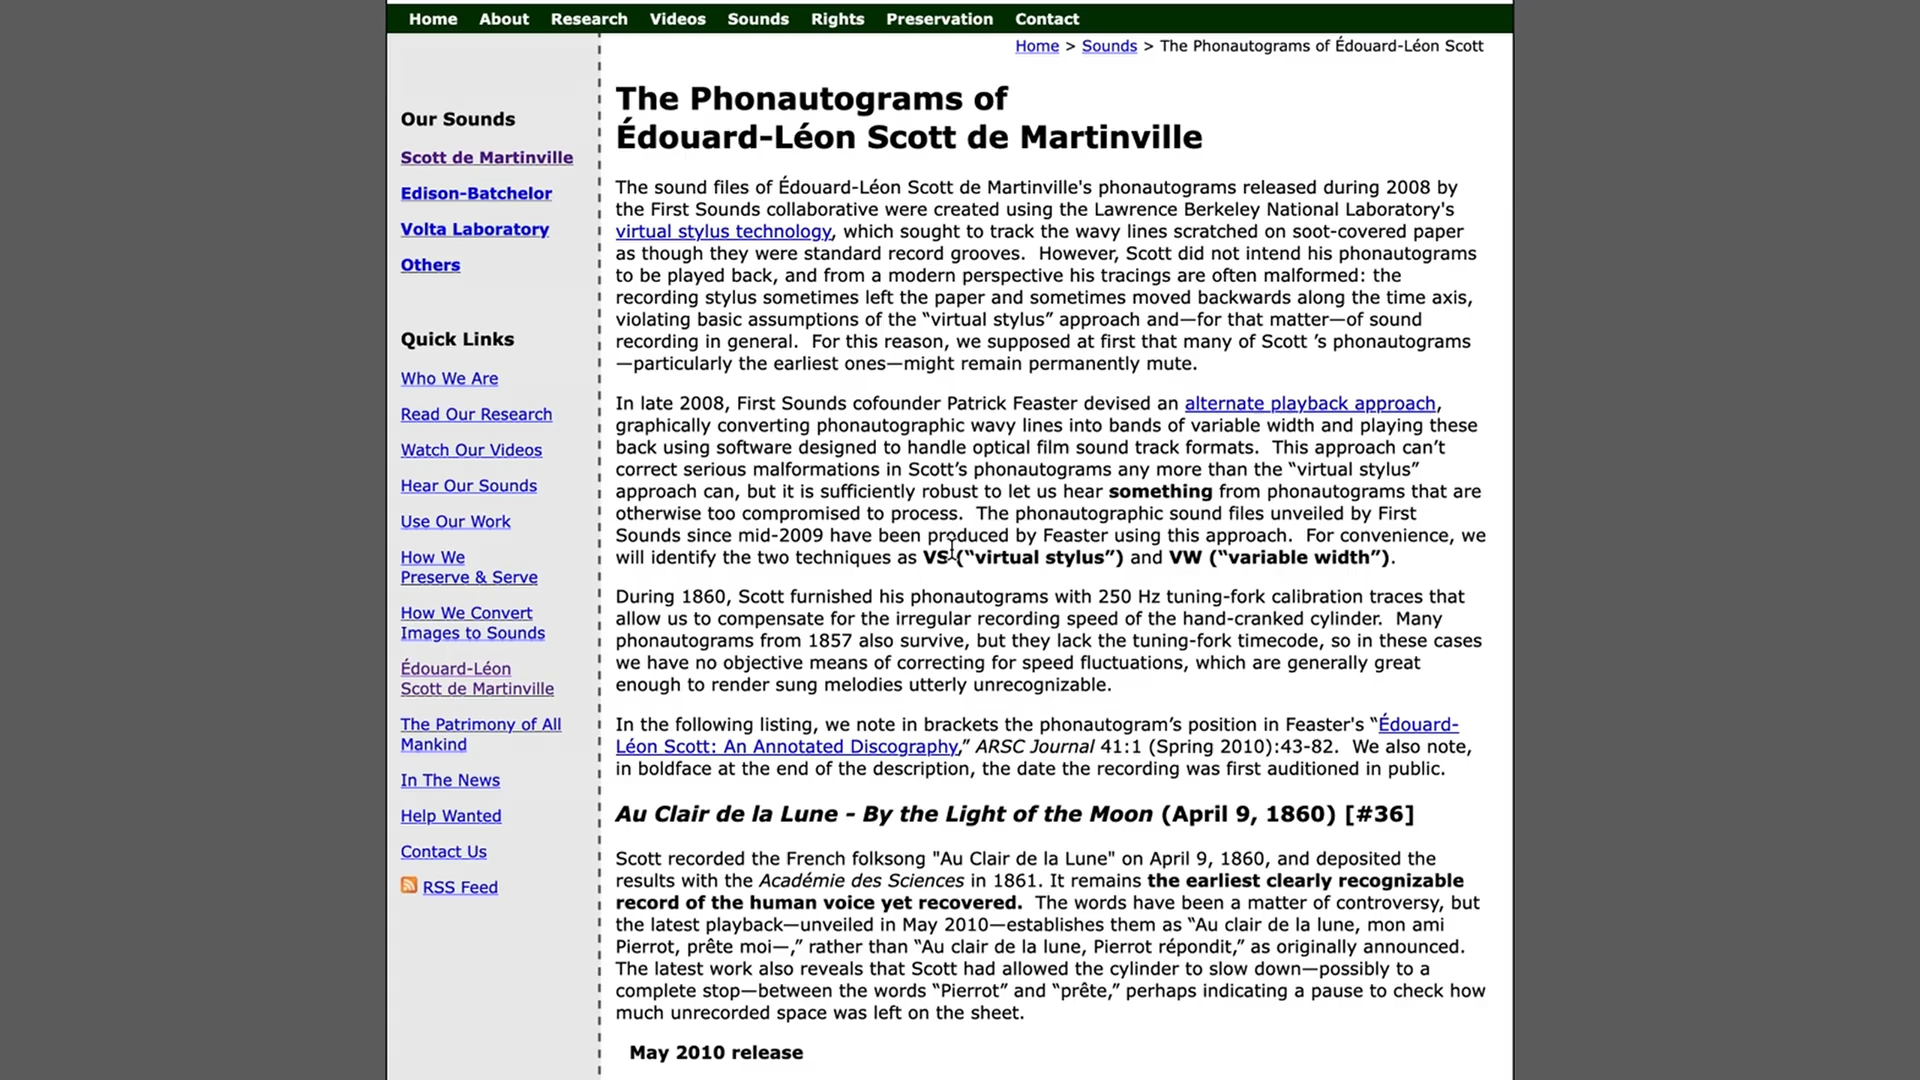 Home About Research Videos Sounds Rights Preservation Contact
Home > Sounds > The Phonautograms of Édouard-Léon Scott
Our Sounds
Scott de Martinville
Edison-Batchelor
Volta Laboratory
Others
Quick Links
Who We Are
Read Our Research
Watch Our Videos
Hear Our Sounds
Use Our Work
How We
Preserve & Serve
How We Convert
Images to Sounds
Édouard-Léon
Scott de Martinville
The Patrimony of All
Mankind
In The News
Help Wanted
Contact Us
RSS Feed
The Phonautograms of
Édouard-Léon Scott de Martinville
The sound files of Édouard-Léon Scott de Martinville's phonautograms released during 2008 by
the First Sounds collaborative were created using the Lawrence Berkeley National Laboratory's
virtual stylus technology, which sought to track the wavy lines scratched on soot-covered paper
as though they were standard record grooves.  However, Scott did not intend his phonautograms
to be played back, and from a modern perspective his tracings are often malformed: the
recording stylus sometimes left the paper and sometimes moved backwards along the time axis,
violating basic assumptions of the “virtual stylus” approach and—for that matter—of sound
recording in general.  For this reason, we supposed at first that many of Scott ’s phonautograms
—particularly the earliest ones—might remain permanently mute.
In late 2008, First Sounds cofounder Patrick Feaster devised an alternate playback approach,
graphically converting phonautographic wavy lines into bands of variable width and playing these
back using software designed to handle optical film sound track formats.  This approach can’t
correct serious malformations in Scott’s phonautograms any more than the “virtual stylus”
approach can, but it is sufficiently robust to let us hear something from phonautograms that are
otherwise too compromised to process.  The phonautographic sound files unveiled by First
Sounds since mid-2009 have been produced by Feaster using this approach.  For convenience, we
will identify the two techniques as VS (“virtual stylus”) and VW (“variable width”).
During 1860, Scott furnished his phonautograms with 250 Hz tuning-fork calibration traces that
allow us to compensate for the irregular recording speed of the hand-cranked cylinder.  Many
phonautograms from 1857 also survive, but they lack the tuning-fork timecode, so in these cases
we have no objective means of correcting for speed fluctuations, which are generally great
enough to render sung melodies utterly unrecognizable.
In the following listing, we note in brackets the phonautogram’s position in Feaster's “Édouard-
Léon Scott: An Annotated Discography,” ARSC Journal 41:1 (Spring 2010):43-82.  We also note,
in boldface at the end of the description, the date the recording was first auditioned in public.
Au Clair de la Lune - By the Light of the Moon (April 9, 1860) [#36]
Scott recorded the French folksong "Au Clair de la Lune" on April 9, 1860, and deposited the
results with the Académie des Sciences in 1861. It remains the earliest clearly recognizable
record of the human voice yet recovered.  The words have been a matter of controversy, but
the latest playback—unveiled in May 2010—establishes them as “Au clair de la lune, mon ami
Pierrot, prête moi—,” rather than “Au clair de la lune, Pierrot répondit,” as originally announced.
The latest work also reveals that Scott had allowed the cylinder to slow down—possibly to a
complete stop—between the words “Pierrot” and “prête,” perhaps indicating a pause to check how
much unrecorded space was left on the sheet.
May 2010 release